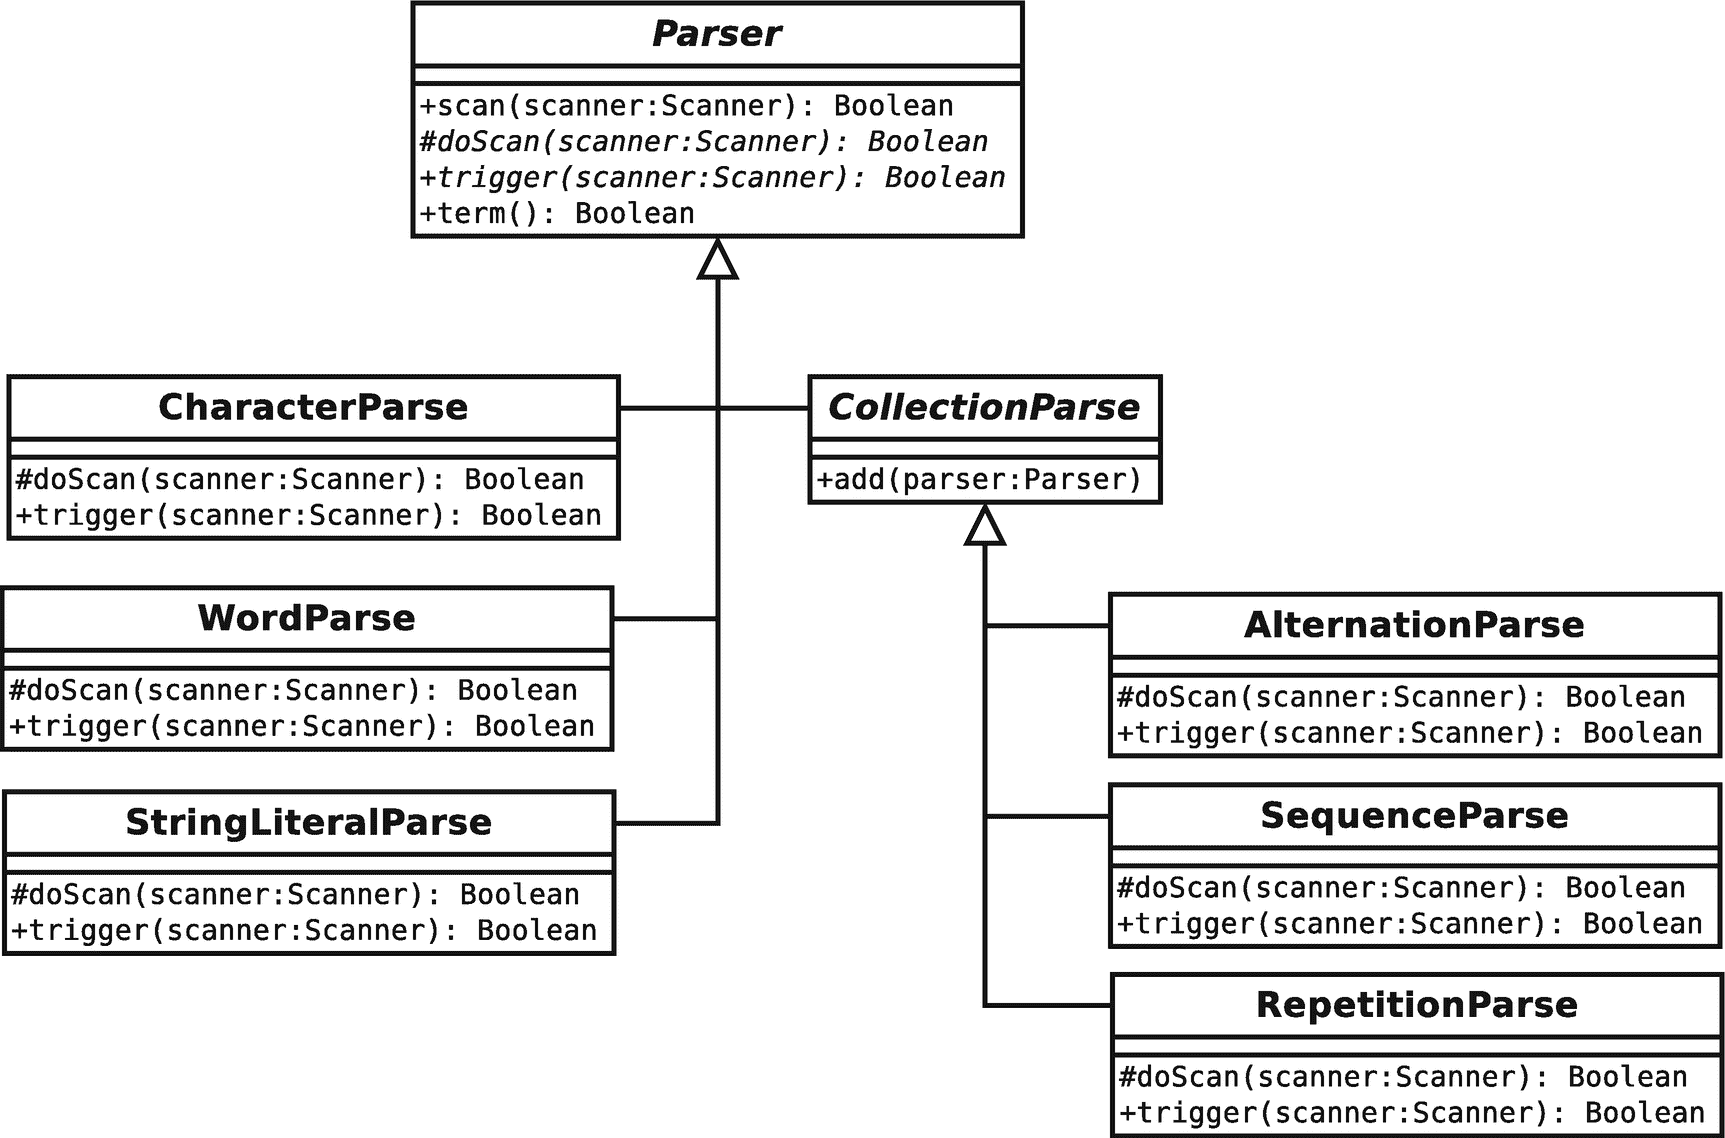 Parser
+scan(scanner:Scanner): Boolean
#doScan(scanner:Scanner): Boolean
+trigger(scanner:Scanner): Boolean
+term(): Boolean
CharacterParse
#doScan(scanner:Scanner): Boolean
+trigger(scanner:Scanner): Boolean
CollectionParse
+add(parser:Parser)
WordParse
#doScan(scanner:Scanner): Boolean
+trigger(scanner:Scanner): Boolean
StringLiteralParse
#doScan(scanner:Scanner): Boolean
+trigger(scanner:Scanner): Boolean
AlternationParse
#doScan(scanner:Scanner): Boolean
+trigger(scanner:Scanner): Boolean
SequenceParse
#doScan(scanner:Scanner): Boolean
+trigger(scanner:Scanner): Boolean
RepetitionParse
#doScan(scanner:Scanner): Boolean
+trigger(scanner:Scanner): Boolean